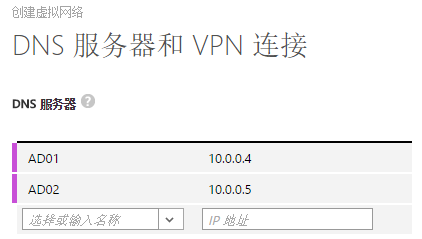 创建虚拟网络
DNS 服务器和 VPN 连接
DNS 服务器 ?
AD01 10.0.0.4
AD02 10.0.0.5
选择或输入名称 IP 地址